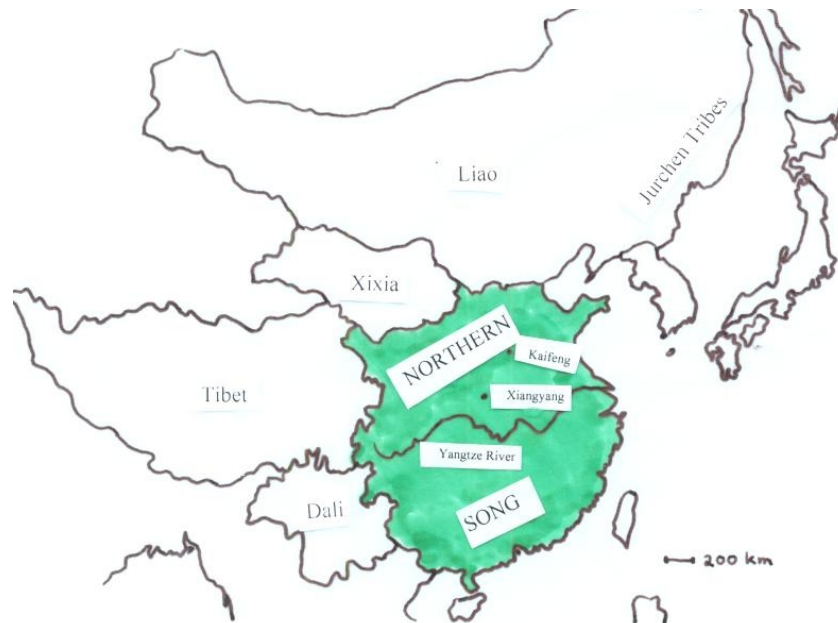 Jurchen Tribes
Liao
Xixia
NORTHERN
Kaifeng
Tibet
Xiangyang
Yangtze River
Dali
SONG
200 km